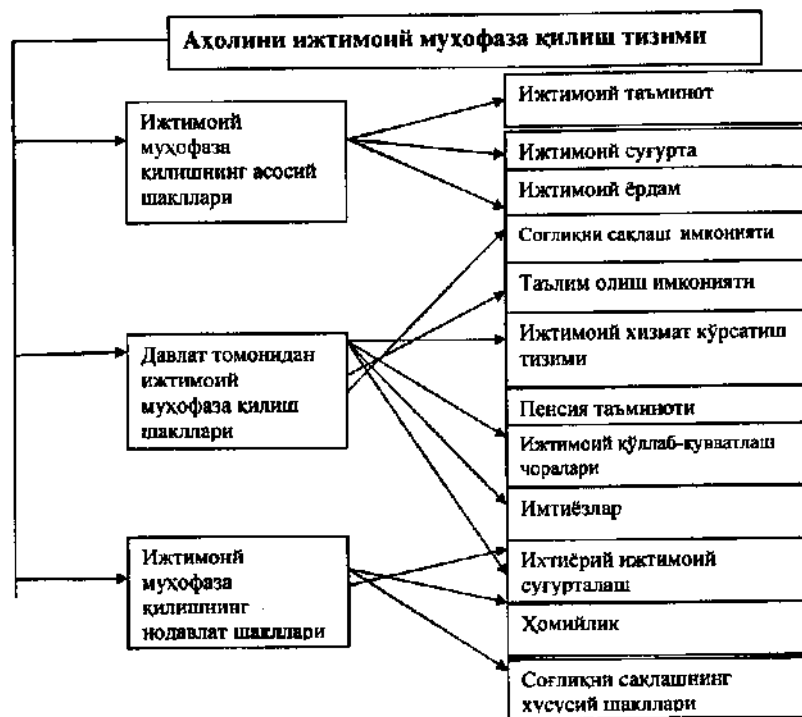 Аҳолини ижтимоий муҳофаза қилиш тизими
Ижтимоий
муҳофаза
қилишнинг асосий
шакллари
Давлат томонидан
ижтимоий
муҳофаза қилиш
шакллари
Ижтимоий
муҳофаза
қилишнинг
нодавлат шакллари
Ижтимоий таъминот
Ижтимоий суғурта
Ижтимоий ёрдам
Соғлиқни сақлаш имконияти
Таълим олиш имконияти
Ижтимоий хизмат кўрсатиш
тизими
Пенсия таъминоти
Ижтимоий қўллаб-қувватлаш
чоралари
Имтиёзлар
Ихтиёрий ижтимоий
суғурталаш
Ҳомийлик
Соғлиқни сақлашнинг
хусусий шакллари